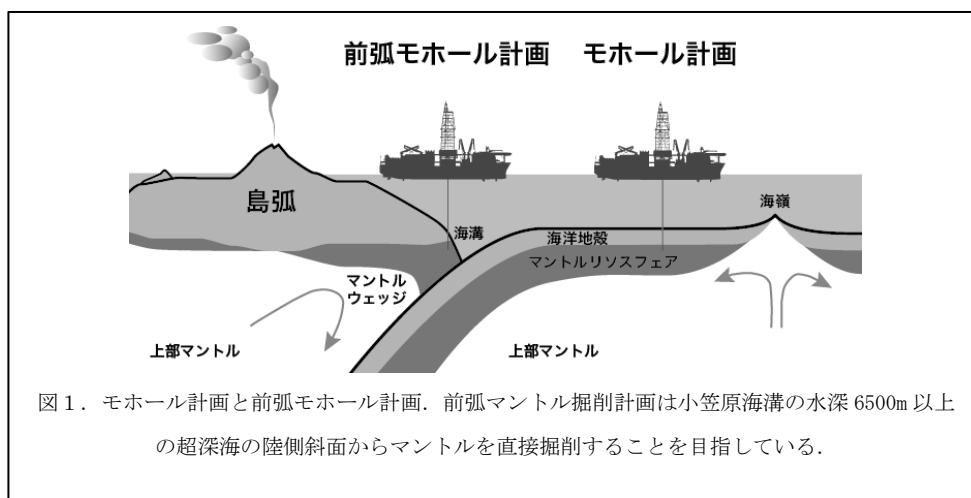 前弧モホール計画 モホール計画
島弧
海溝
海嶺
海洋地殻
マントルリソスフェア
マントル
ウェッジ
上部マントル
上部マントル
図1．モホール計画と前弧モホール計画．前弧マントル掘削計画は小笠原海溝の水深 6500m 以上
の超深海の陸側斜面からマントルを直接掘削することを目指している．